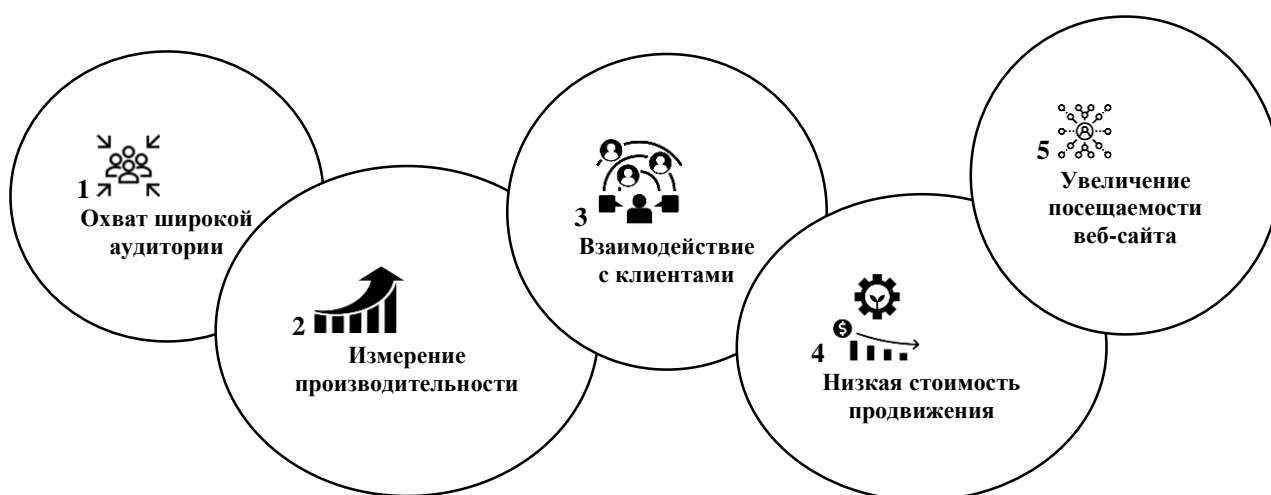 1
Охват широкой
аудитории
2
Измерение
производительности
3
Взаимодействие
с клиентами
4
Низкая стоимость
продвижения
5
Увеличение
посещаемости
веб-сайта